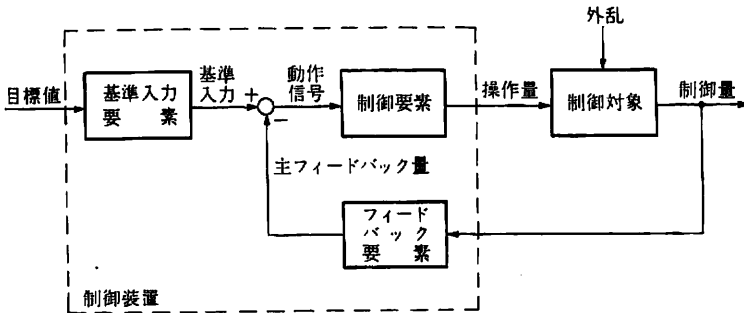 外乱
目標値
基準入力
要素
基準
入力
+
−
動作
信号
制御要素
操作量
制御対象
制御量
主フィードバック量
フィード
バック
要素
制御装置